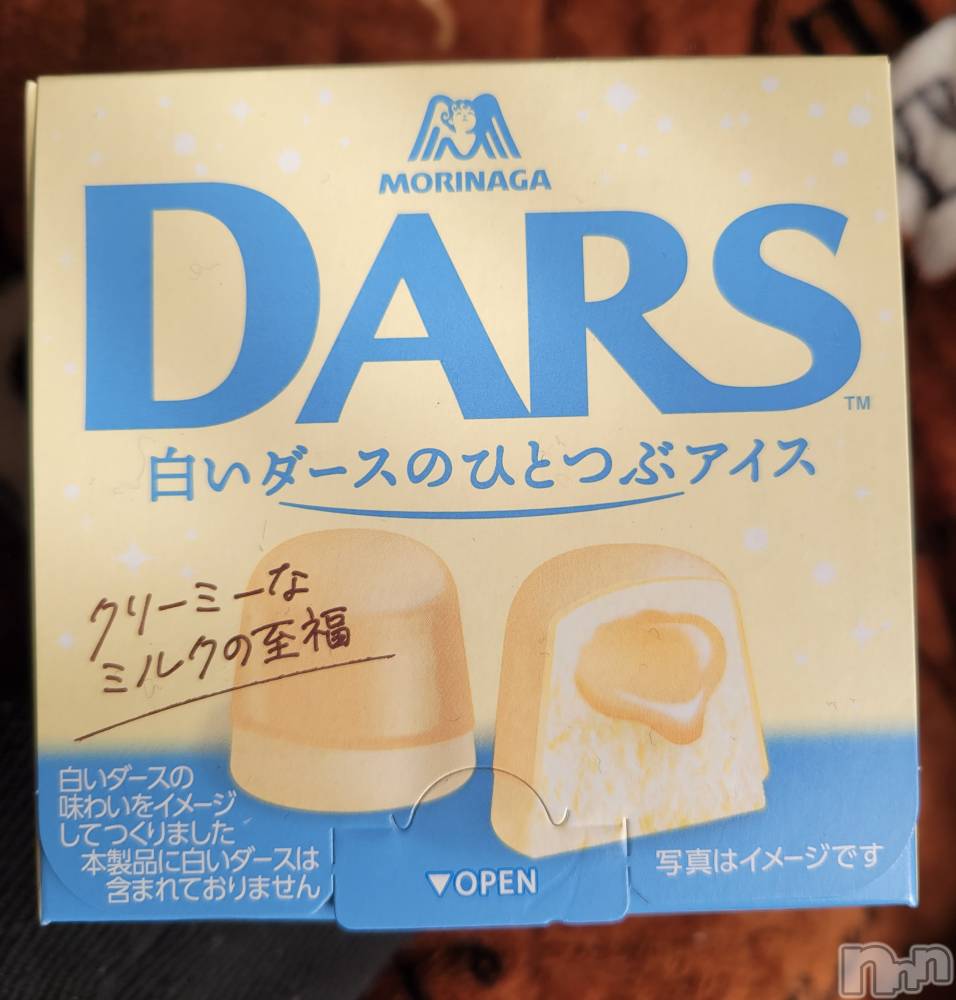 MORINAGA
DARS
TM
白いダースのひとつぶアイス
クリーミーな
ミルクの至福
白いダースの
味わいをイメージ
してつくりました
本製品に白いダースは
含まれておりません
▼OPEN
写真はイメージです
nnn